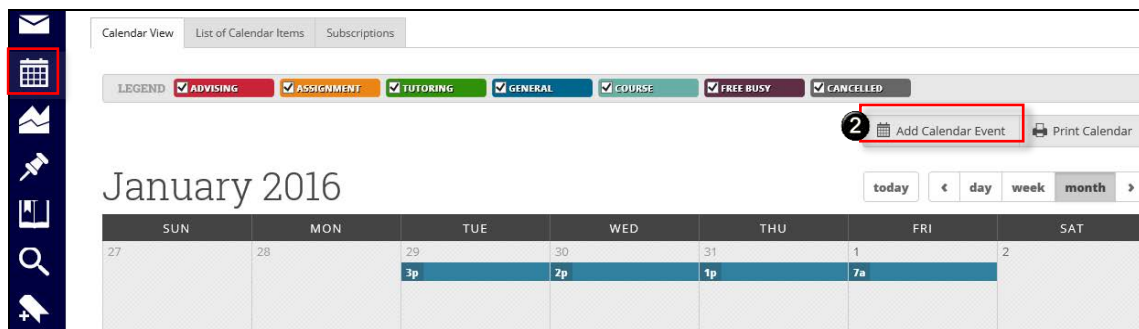 Calendar View List of Calendar Items Subscriptions
LEGEND ADVISING ASSIGNMENT TUTORING GENERAL COURSE FREE BUSY CANCELLED
2 Add Calendar Event Print Calendar
January 2016 today < day week month >
SUN MON TUE WED THU FRI SAT
27 28 29 30 31 1 2
3p 2p 1p 7a